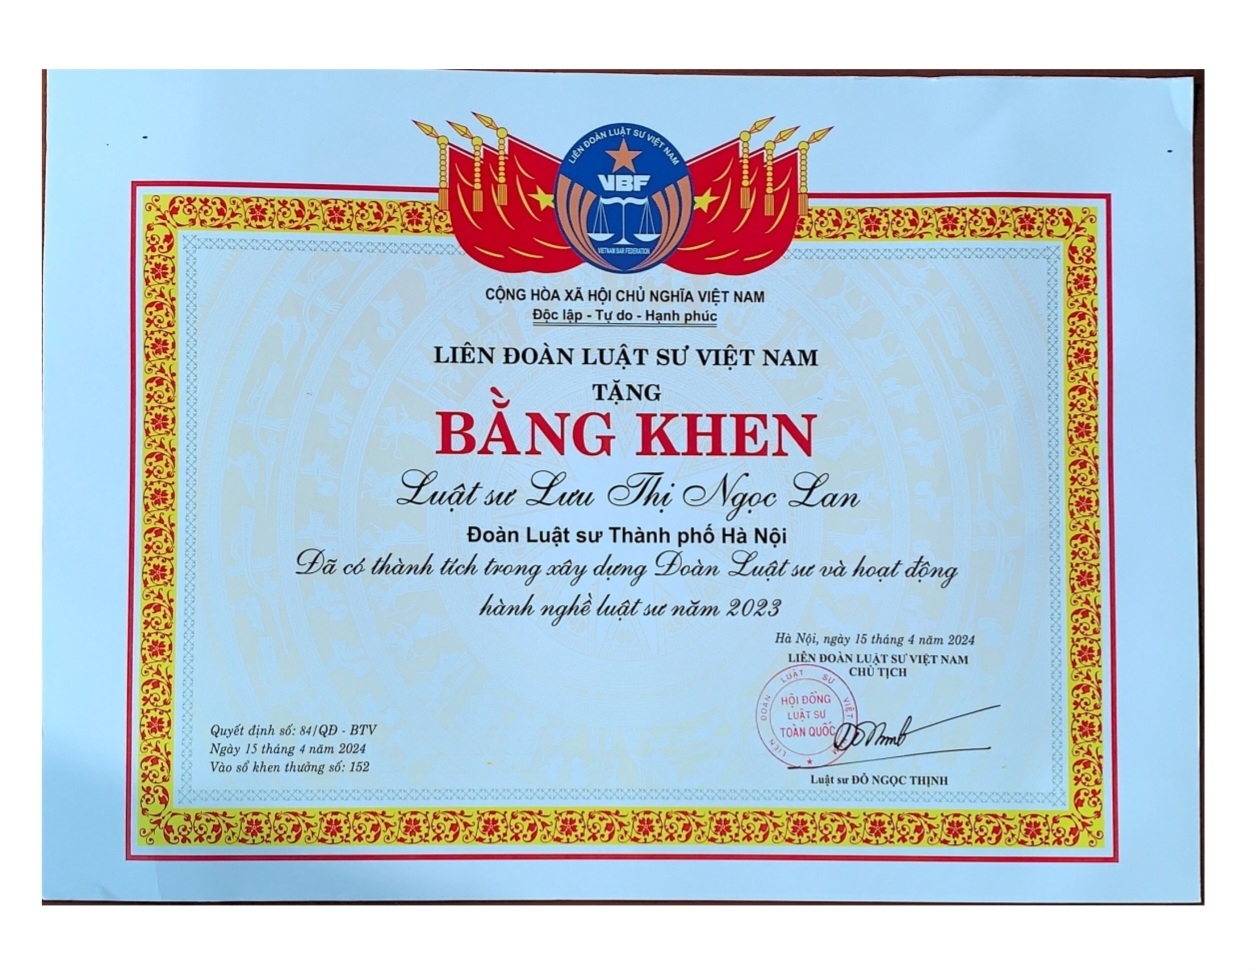 LIÊN ĐOÀN LUẬT SƯ VIỆT NAM
VBF
VIETNAM BAR FEDERATION
CỘNG HÒA XÃ HỘI CHỦ NGHĨA VIỆT NAM
Độc lập - Tự do - Hạnh phúc
LIÊN ĐOÀN LUẬT SƯ VIỆT NAM
TẶNG
BẰNG KHEN
Luật sư Lưu Thị Ngọc Lan
Đoàn Luật sư Thành phố Hà Nội
Đã có thành tích trong xây dựng Đoàn Luật sư và hoạt động
hành nghề luật sư năm 2023
Hà Nội, ngày 15 tháng 4 năm 2024
LIÊN ĐOÀN LUẬT SƯ VIỆT NAM
CHỦ TỊCH
LIÊN ĐOÀN LUẬT SƯ VIỆT
HỘI ĐỒNG
LUẬT SƯ
TOÀN QUỐC
Luật sư ĐỖ NGỌC THỊNH
Quyết định số: 84/QĐ - BTV
Ngày 15 tháng 4 năm 2024
Vào sổ khen thưởng số: 152